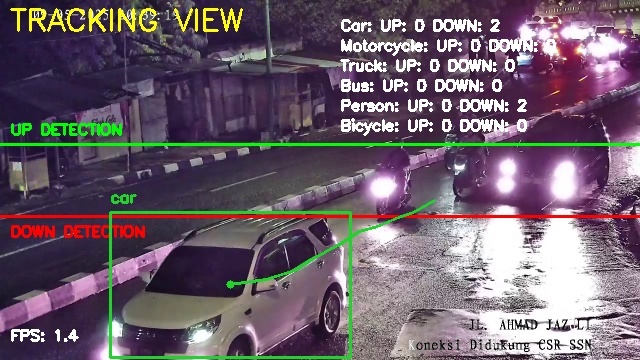 TRACKING VIEW
Car: UP: 0 DOWN: 2
Motorcycle: UP: 0 DOWN: 0
Truck: UP: 0 DOWN: 0
Bus: UP: 0 DOWN: 0
Person: UP: 0 DOWN: 2
Bicycle: UP: 0 DOWN: 0
UP DETECTION
car
DOWN DETECTION
FPS: 1.4
JL. AHMAD JAZ LI
Koneksi Didukung CSR SSN